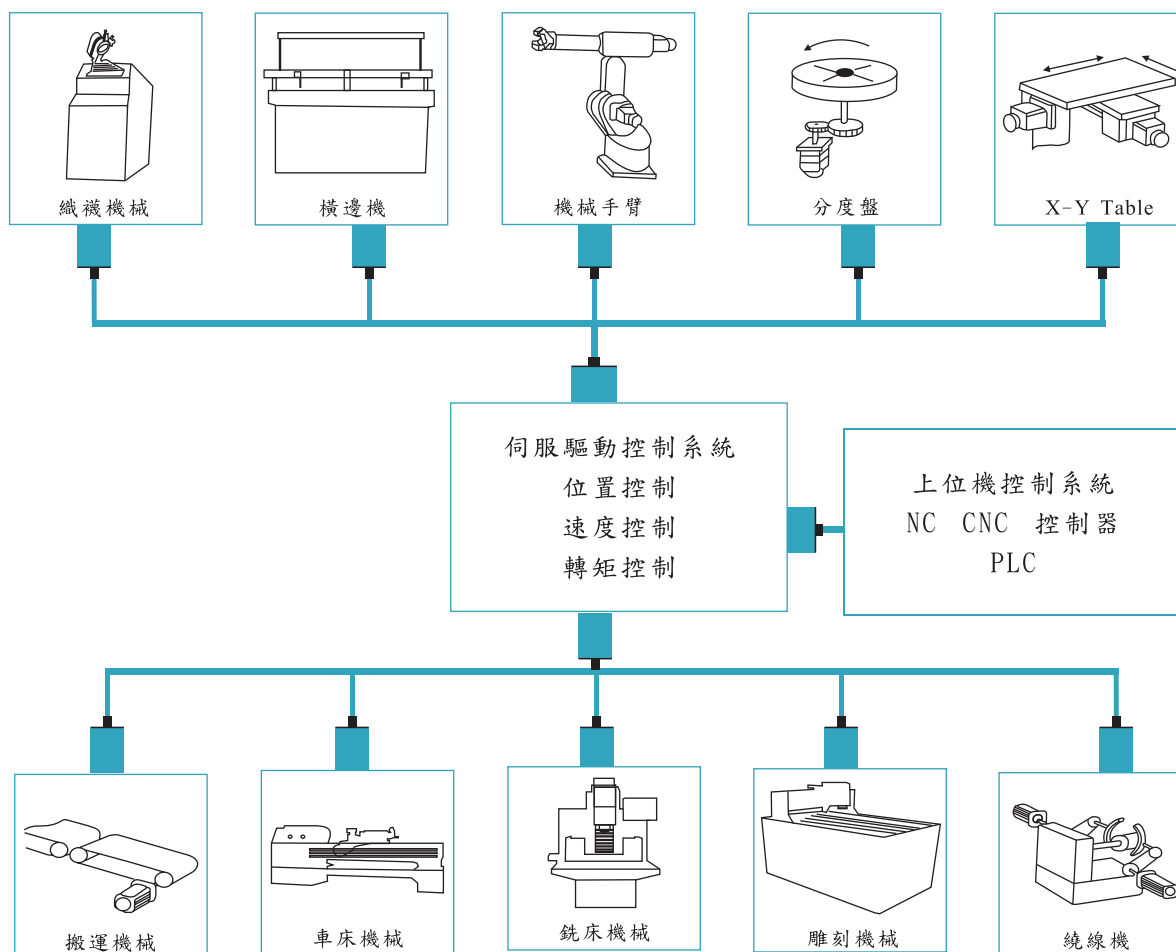 織襪機械
橫邊機
機械手臂
分度盤
X-Y Table
伺服驅動控制系統
位置控制
速度控制
轉矩控制
上位機控制系統
NC CNC 控制器
PLC
搬運機械
車床機械
銑床機械
雕刻機械
繞線機